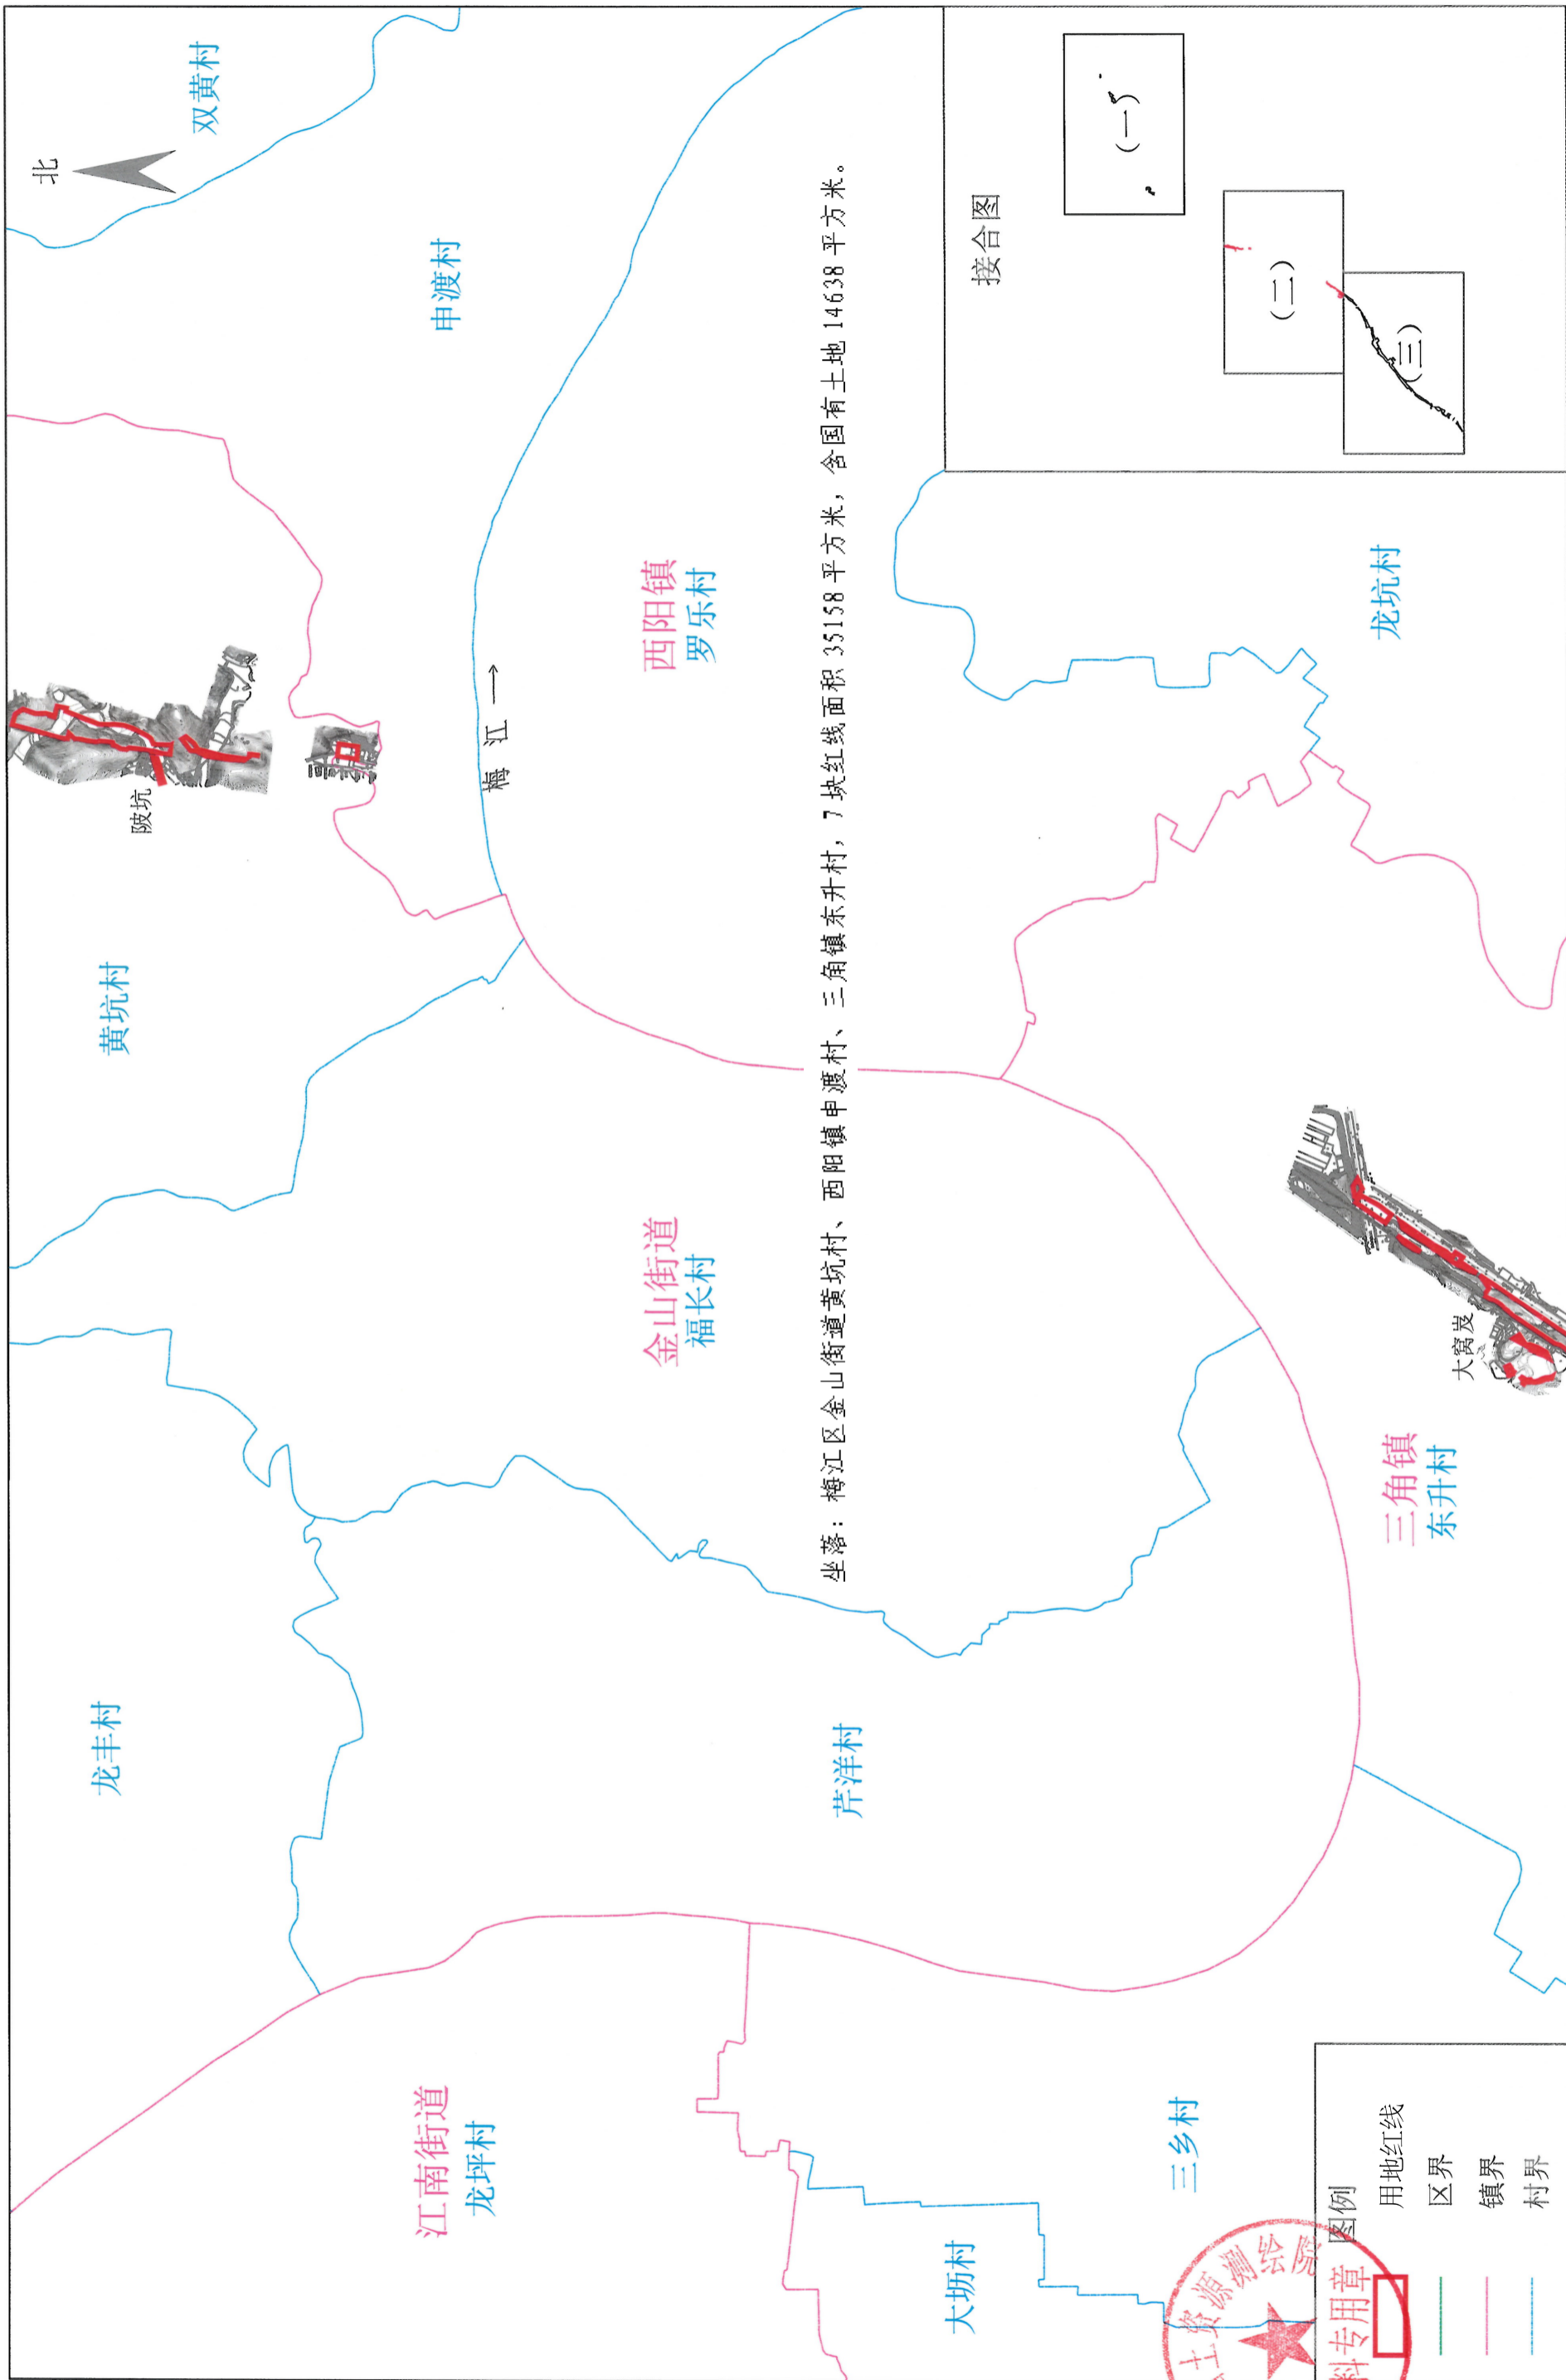 北
双黄村
申渡村
陂坑
黄坑村
梅 江
西阳镇
罗乐村
金山街道
福长村
龙丰村
芹洋村
江南街道
龙坪村
坐落：梅江区金山街道黄坑村、西阳镇申渡村、三角镇东升村，7块红线面积35158平方米，含国有土地14638平方米。
龙坑村
大窝岌
三角镇
东升村
三乡村
大坜村
接合图
(一)
(二)
(三)
图例
用地红线
区界
镇界
村界
土资源测绘院
料专用章